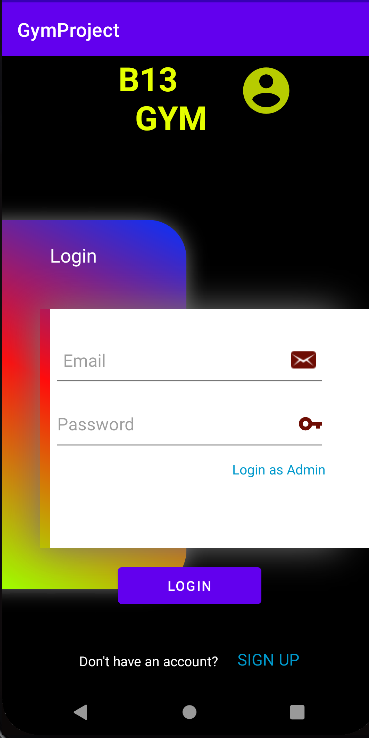 GymProject
B13
GYM
Login
Email
Password
Login as Admin
LOGIN
Don't have an account? SIGN UP